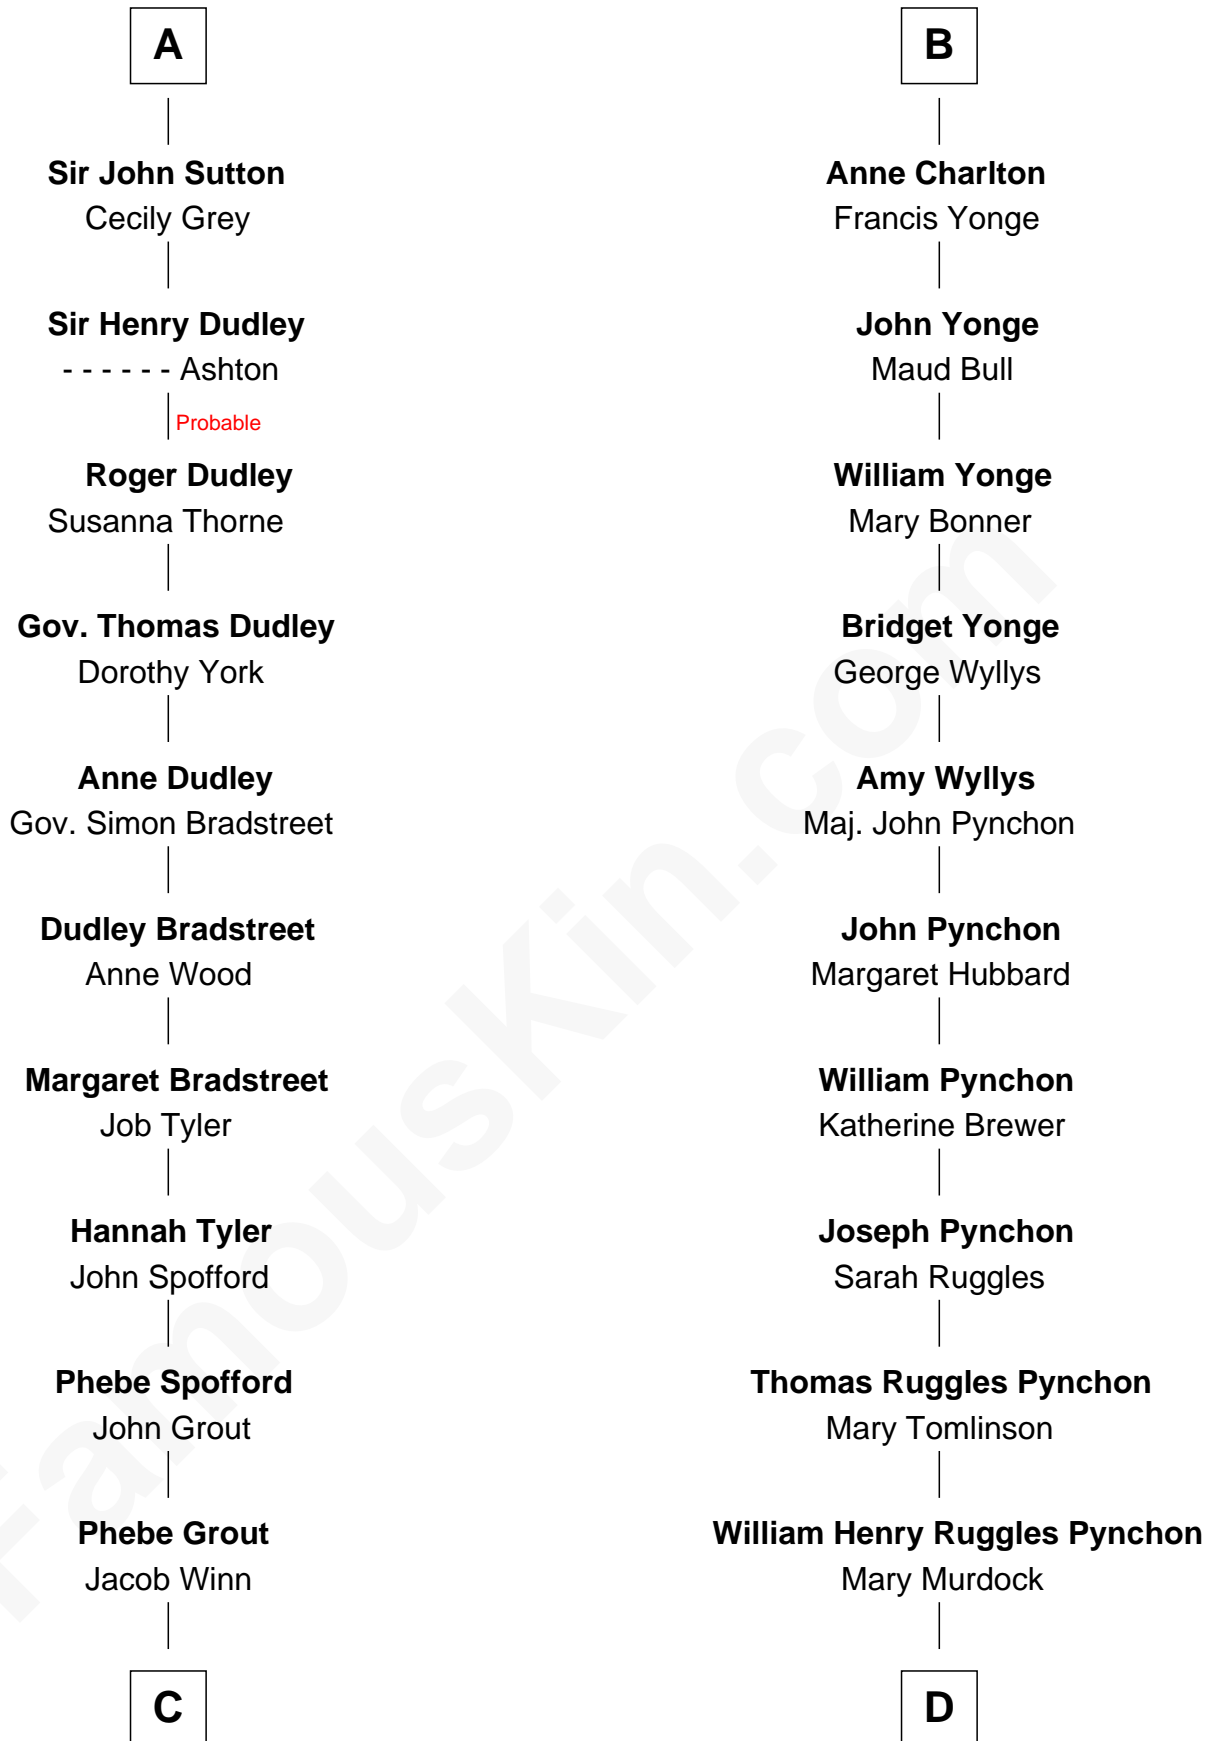 A
Sir John Sutton
Cecily Grey
Sir Henry Dudley
- - - - - - Ashton
Probable
Roger Dudley
Susanna Thorne
Gov. Thomas Dudley
Dorothy York
Anne Dudley
Gov. Simon Bradstreet
Dudley Bradstreet
Anne Wood
Margaret Bradstreet
Job Tyler
Hannah Tyler
John Spofford
Phebe Spofford
John Grout
Phebe Grout
Jacob Winn
C
B
Anne Charlton
Francis Yonge
John Yonge
Maud Bull
William Yonge
Mary Bonner
Bridget Yonge
George Wyllys
Amy Wyllys
Maj. John Pynchon
John Pynchon
Margaret Hubbard
William Pynchon
Katherine Brewer
Joseph Pynchon
Sarah Ruggles
Thomas Ruggles Pynchon
Mary Tomlinson
William Henry Ruggles Pynchon
Mary Murdock
D
FamousKin.com